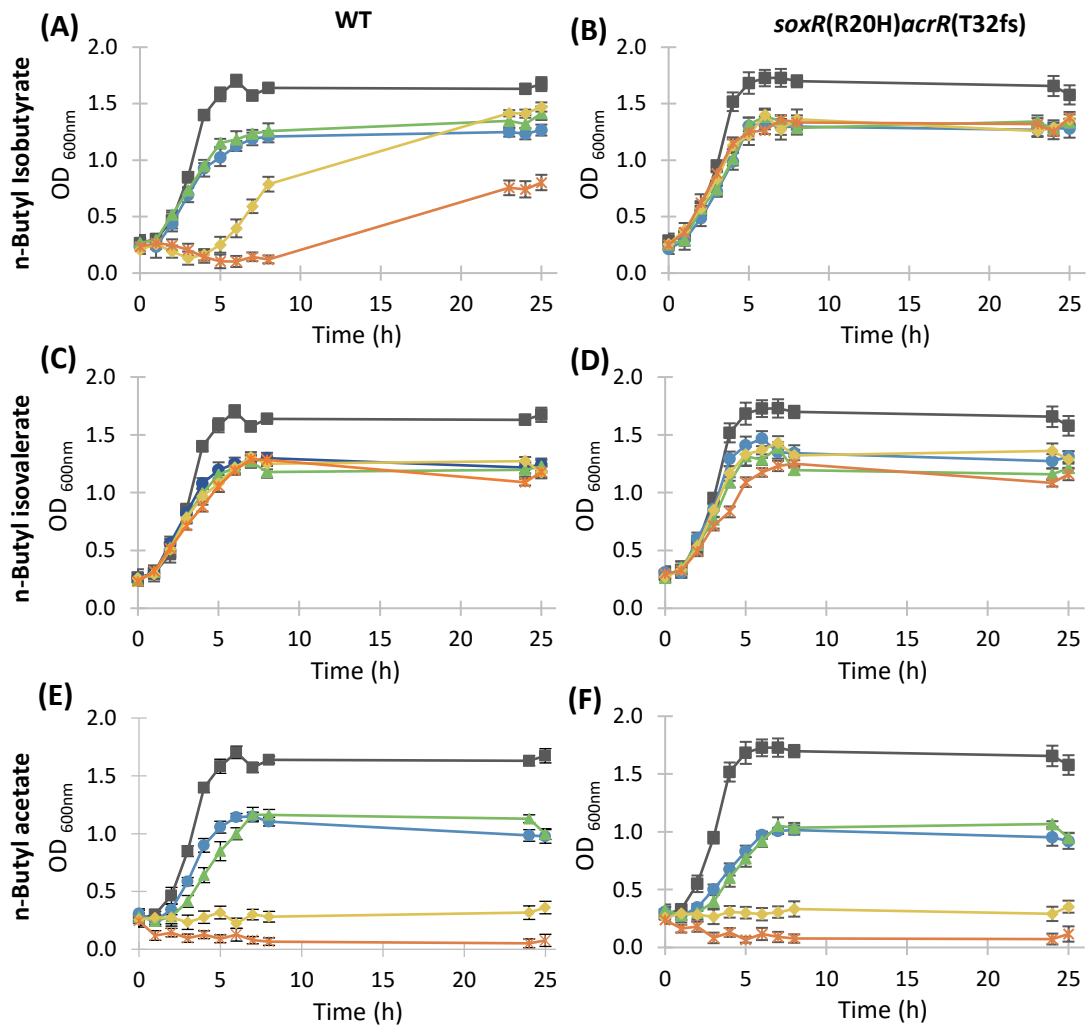 WT
soxR(R20H)acrR(T32fs)
(A)
n-Butyl Isobutyrate
OD 600nm
2.0
1.5
1.0
0.5
0.0
0 5 10 15 20 25
Time (h)
(B)
OD 600nm
2.0
1.5
1.0
0.5
0.0
0 5 10 15 20 25
Time (h)
(C)
n-Butyl isovalerate
OD 600nm
2.0
1.5
1.0
0.5
0.0
0 5 10 15 20 25
Time (h)
(D)
OD 600nm
2.0
1.5
1.0
0.5
0.0
0 5 10 15 20 25
Time (h)
(E)
n-Butyl acetate
OD 600nm
2.0
1.5
1.0
0.5
0.0
0 5 10 15 20 25
Time (h)
(F)
OD 600nm
2.0
1.5
1.0
0.5
0.0
0 5 10 15 20 25
Time (h)